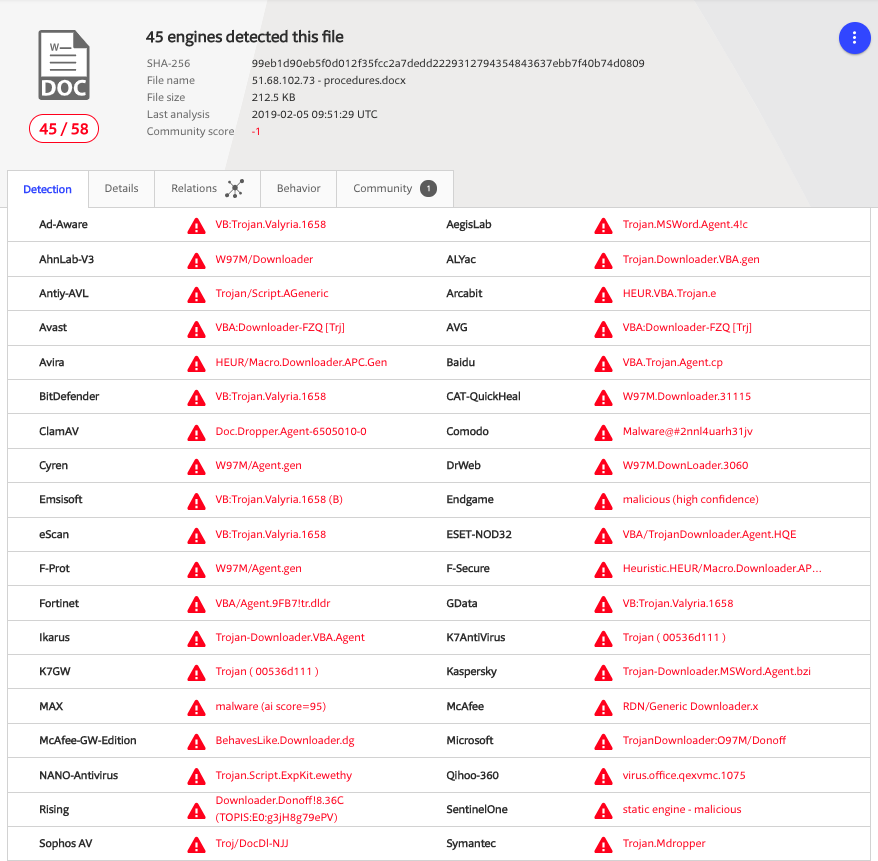 45 engines detected this file
SHA-256 99eb1d90eb5f0d012f35fcc2a7dedd2229312794354843637ebb7f40b74d0809
File name 51.68.102.73 - procedures.docx
File size 212.5 KB
Last analysis 2019-02-05 09:51:29 UTC
Community score -1
W
DOC
45 / 58
Detection Details Relations Behavior Community 1
Ad-Aware VB:Trojan.Valyria.1658 AegisLab Trojan.MSWord.Agent.4!c
AhnLab-V3 W97M/Downloader ALYac Trojan.Downloader.VBA.gen
Antiy-AVL Trojan/Script.AGeneric Arcabit HEUR.VBA.Trojan.e
Avast VBA:Downloader-FZQ [Trj] AVG VBA:Downloader-FZQ [Trj]
Avira HEUR/Macro.Downloader.APC.Gen Baidu VBA.Trojan.Agent.cp
BitDefender VB:Trojan.Valyria.1658 CAT-QuickHeal W97M.Downloader.31115
ClamAV Doc.Dropper.Agent-6505010-0 Comodo Malware@#2nnl4uarh31jv
Cyren W97M/Agent.gen DrWeb W97M.DownLoader.3060
Emsisoft VB:Trojan.Valyria.1658 (B) Endgame malicious (high confidence)
eScan VB:Trojan.Valyria.1658 ESET-NOD32 VBA/TrojanDownloader.Agent.HQE
F-Prot W97M/Agent.gen F-Secure Heuristic.HEUR/Macro.Downloader.AP...
Fortinet VBA/Agent.9FB7!tr.dldr GData VB:Trojan.Valyria.1658
Ikarus Trojan-Downloader.VBA.Agent K7AntiVirus Trojan ( 00536d111 )
K7GW Trojan ( 00536d111 ) Kaspersky Trojan-Downloader.MSWord.Agent.bzi
MAX malware (ai score=95) McAfee RDN/Generic Downloader.x
McAfee-GW-Edition BehavesLike.Downloader.dg Microsoft TrojanDownloader:O97M/Donoff
NANO-Antivirus Trojan.Script.ExpKit.ewethy Qihoo-360 virus.office.qexvmc.1075
Rising Downloader.Donoff!8.36C
(TOPIS:E0:g3jH8g79ePV) SentinelOne static engine - malicious
Sophos AV Troj/DocDl-NJJ Symantec Trojan.Mdropper